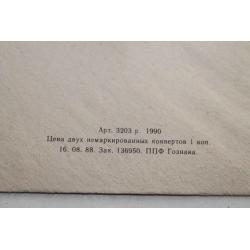 Арт. 3203 р. 1990
Цена двух немаркированных конвертов 1 коп.
16. 08. 88. Зак. 136950. ППФ Гознака.